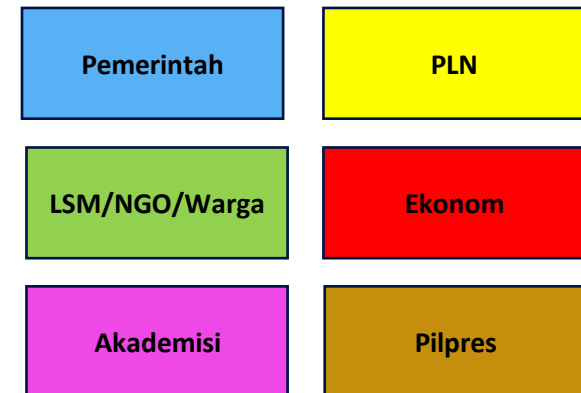 Pemerintah
PLN
LSM/NGO/Warga
Ekonom
Akademisi
Pilpres